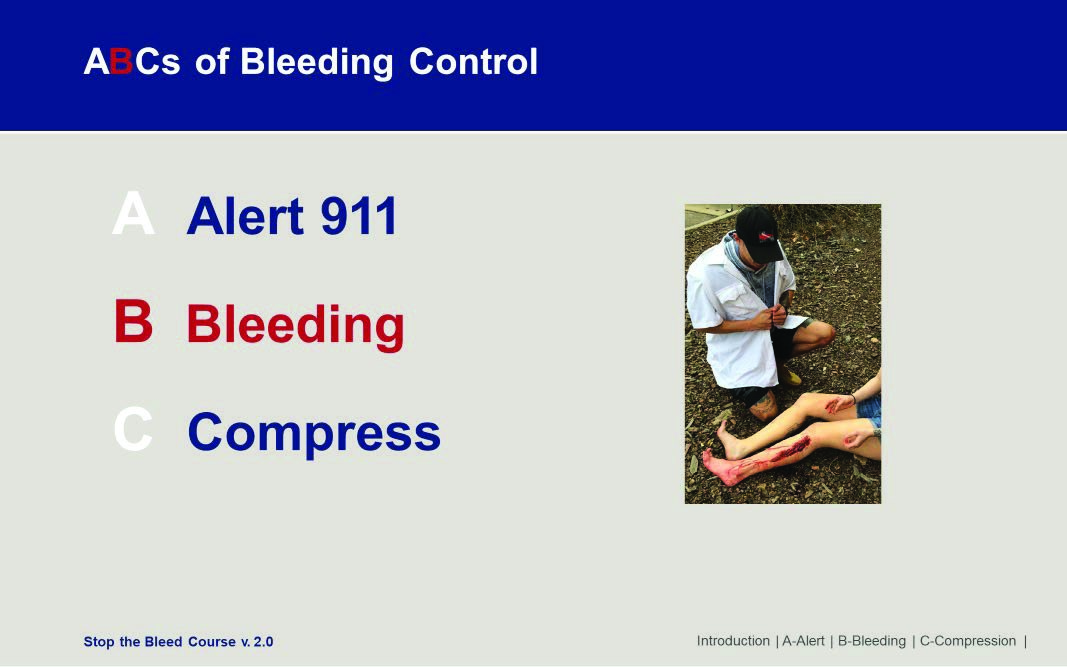 ABCs of Bleeding Control
A Alert 911
B Bleeding
C Compress
Stop the Bleed Course v. 2.0
Introduction | A-Alert | B-Bleeding | C-Compression |